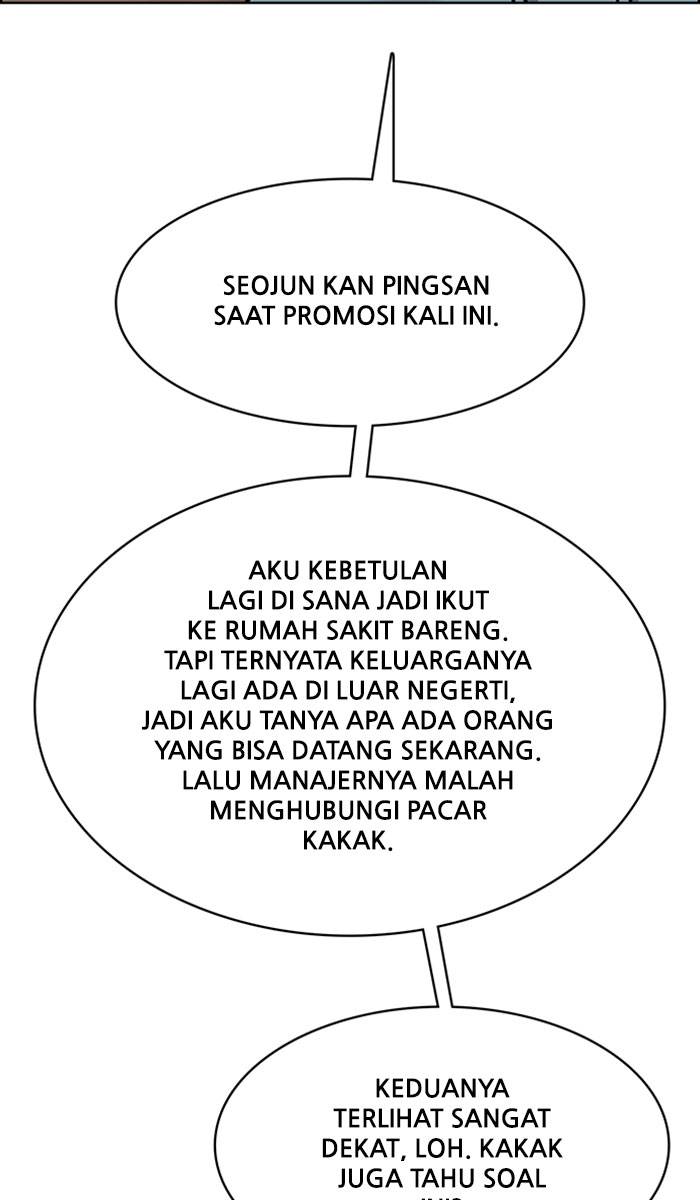 SEOJUN KAN PINGSAN
SAAT PROMOSI KALI INI.
AKU KEBETULAN
LAGI DI SANA JADI IKUT
KE RUMAH SAKIT BARENG.
TAPI TERNYATA KELUARGANYA
LAGI ADA DI LUAR NEGERTI,
JADI AKU TANYA APA ADA ORANG
YANG BISA DATANG SEKARANG.
LALU MANAJERNYA MALAH
MENGHUBUNGI PACAR
KAKAK.
KEDUANYA
TERLIHAT SANGAT
DEKAT, LOH. KAKAK
JUGA TAHU SOAL